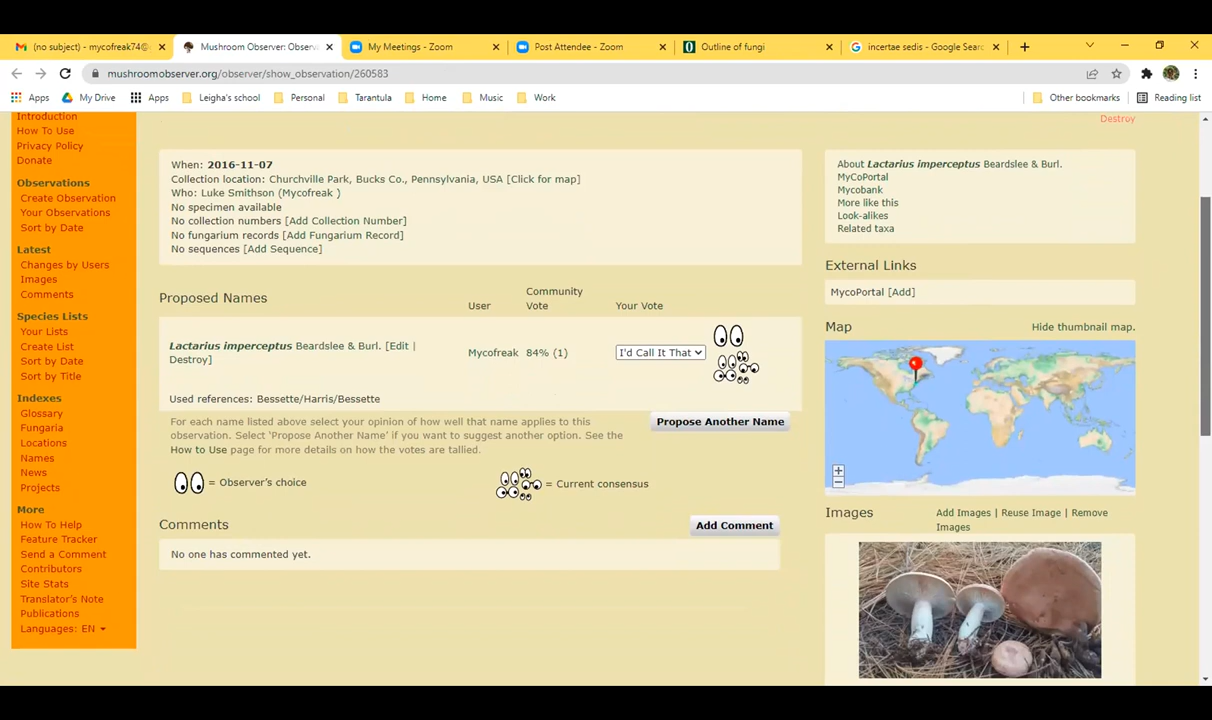 (no subject) - mycofreak74@
Mushroom Observer: Observa
My Meetings - Zoom
Post Attendee - Zoom
Outline of fungi
incertae sedis - Google Searc
mushroomobserver.org/observer/show_observation/260583
Apps
My Drive
Apps
Leigha's school
Personal
Tarantula
Home
Music
Work
Other bookmarks
Reading list
Introduction
How To Use
Privacy Policy
Donate
Observations
Create Observation
Your Observations
Sort by Date
Latest
Changes by Users
Images
Comments
Species Lists
Your Lists
Create List
Sort by Date
Sort by Title
Indexes
Glossary
Fungaria
Locations
Names
News
Projects
More
How To Help
Feature Tracker
Send a Comment
Contributors
Site Stats
Translator's Note
Publications
Languages: EN
When: 2016-11-07
Collection location: Churchville Park, Bucks Co., Pennsylvania, USA [Click for map]
Who: Luke Smithson (Mycofreak )
No specimen available
No collection numbers [Add Collection Number]
No fungarium records [Add Fungarium Record]
No sequences [Add Sequence]
Proposed Names
User
Community
Vote
Your Vote
Lactarius imperceptus Beardslee & Burl. [Edit |
Destroy]
Mycofreak
84% (1)
I'd Call It That
Used references: Bessette/Harris/Bessette
For each name listed above select your opinion of how well that name applies to this
observation. Select 'Propose Another Name' if you want to suggest another option. See the
How to Use page for more details on how the votes are tallied.
Propose Another Name
= Observer's choice
= Current consensus
Comments
Add Comment
No one has commented yet.
Destroy
About Lactarius imperceptus Beardslee & Burl.
MyCoPortal
Mycobank
More like this
Look-alikes
Related taxa
External Links
MycoPortal [Add]
Map
Hide thumbnail map.
+
−
Images
Add Images | Reuse Image | Remove
Images